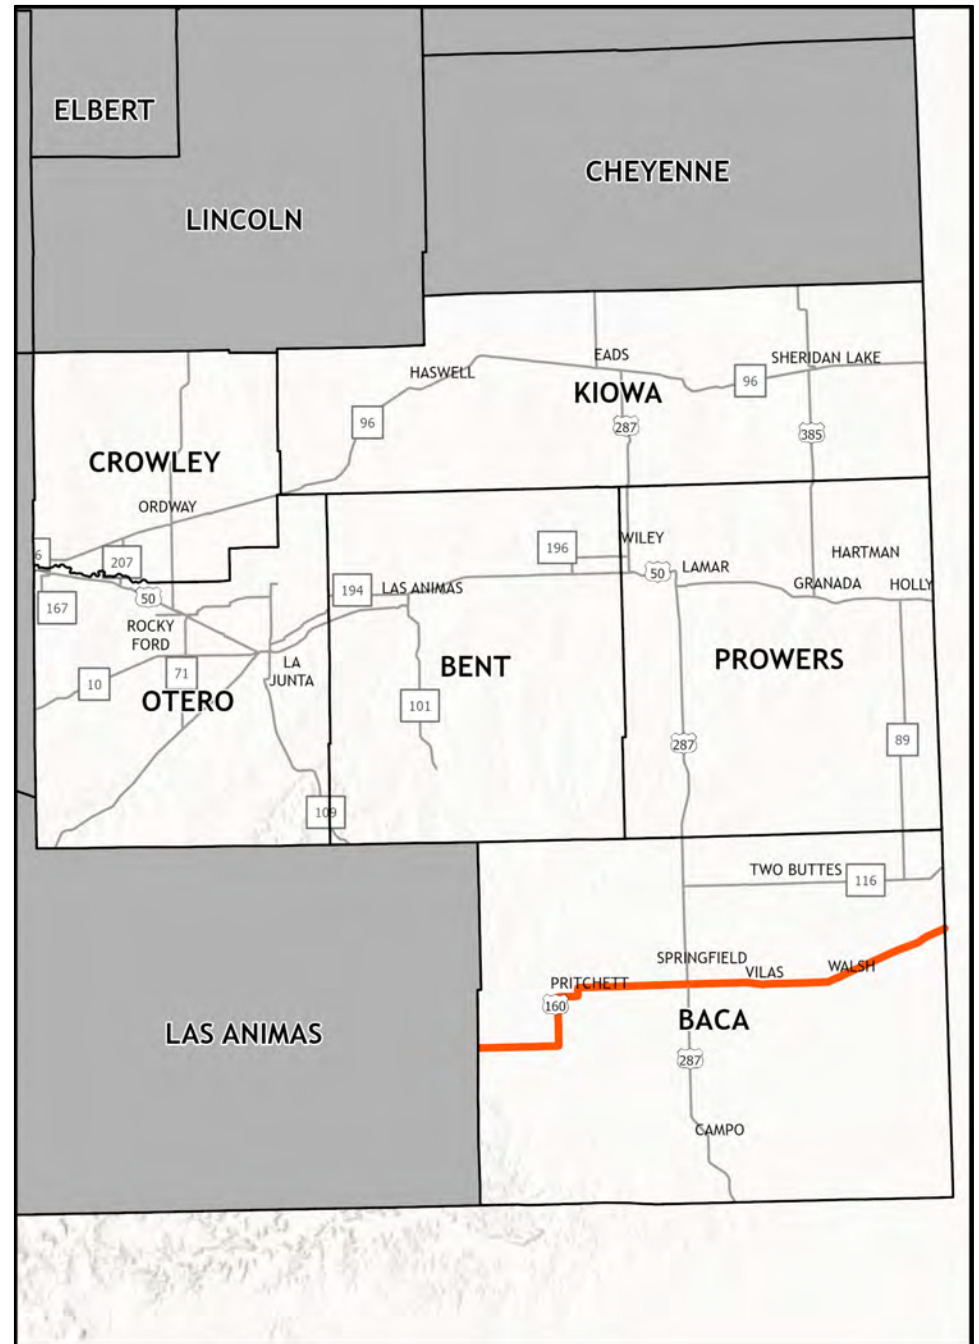 ELBERT
CHEYENNE
LINCOLN
EADS
SHERIDAN LAKE
HASWELL
96
KIOWA
96
287
385
CROWLEY
ORDWAY
196
WILEY
HARTMAN
6
207
50
LAMAR
194
LAS ANIMAS
GRANADA
HOLLY
167
50
ROCKY
FORD
LA
JUNTA
BENT
PROWERS
10
71
OTERO
101
287
89
109
TWO BUTTES
116
SPRINGFIELD
WALSH
VILAS
PRITCHETT
160
BACA
LAS ANIMAS
287
CAMPO